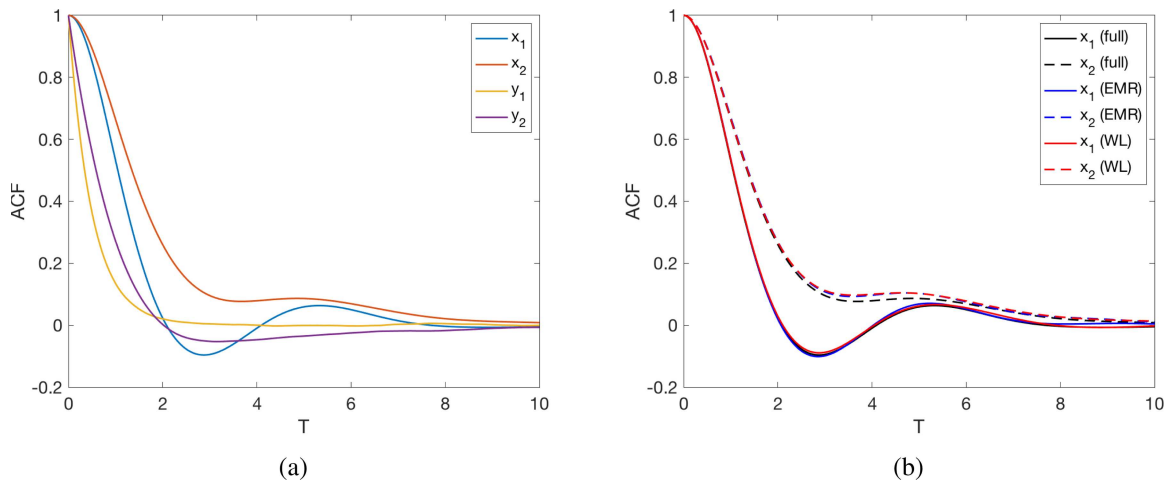 1
0.8
0.6
0.4
0.2
0
-0.2
ACF
0 2 4 6 8 10
T
x1
x2
y1
y2
(a)
1
0.8
0.6
0.4
0.2
0
-0.2
ACF
0 2 4 6 8 10
T
x1 (full)
x2 (full)
x1 (EMR)
x2 (EMR)
x1 (WL)
x2 (WL)
(b)